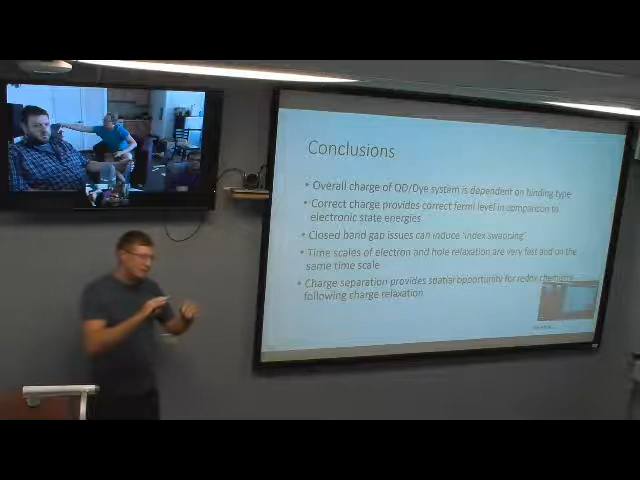 Conclusions
• Overall charge of QD/Dye system is dependent on binding type
• Correct charge provides correct fermi level in comparison to
electronic state energies
• Closed band gap issues can induce 'index swapping'
• Time scales of electron and hole relaxation are very fast and on the
same time scale
• Charge separation provides spatial opportunity for redox chemistry
following charge relaxation